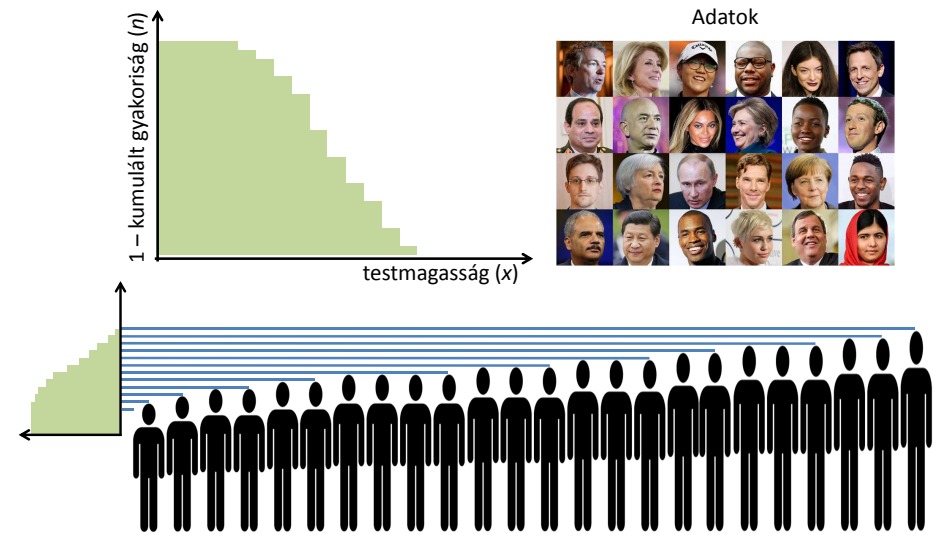 Adatok
1 – kumulált gyakoriság (n)
testmagasság (x)